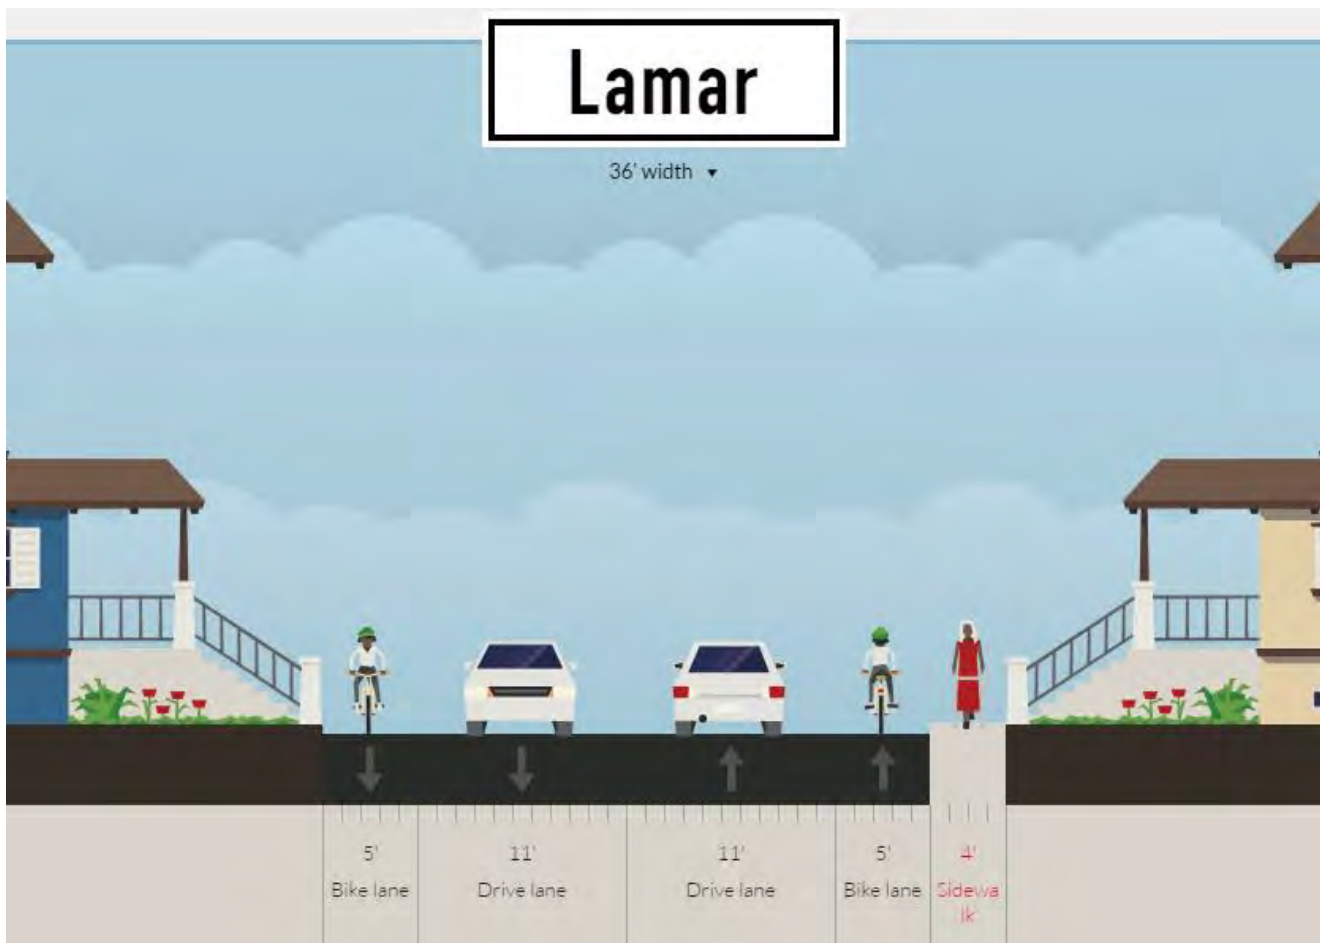 Lamar
36' width ▼
5' 11' 11' 5' 4'
Bike lane Drive lane Drive lane Bike lane Sidewa
lk